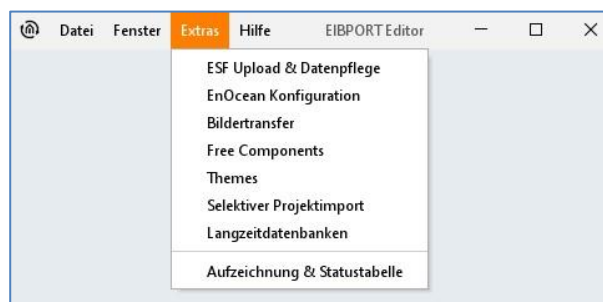 Datei Fenster Extras Hilfe EIBPORT Editor
ESF Upload & Datenpflege
EnOcean Konfiguration
Bildertransfer
Free Components
Themes
Selektiver Projektimport
Langzeitdatenbanken
Aufzeichnung & Statustabelle